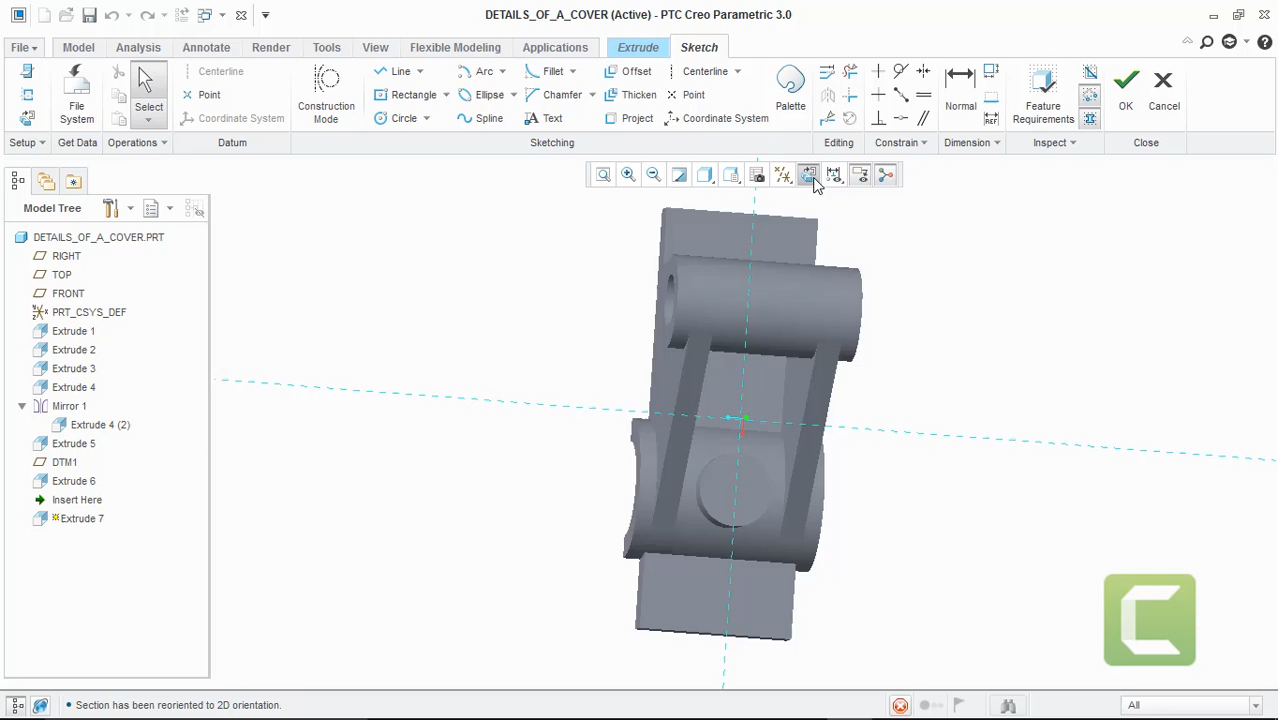 DETAILS_OF_A_COVER (Active) - PTC Creo Parametric 3.0
File Model Analysis Annotate Render Tools View Flexible Modeling Applications Extrude Sketch
File System
Select
Centerline
Point
Coordinate System
Construction Mode
Line Arc Fillet Offset Centerline
Rectangle Ellipse Chamfer Thicken Point
Circle Spline Text Project Coordinate System
Palette
Normal
Feature Requirements
OK
Cancel
Setup Get Data Operations Datum Sketching Editing Constrain Dimension Inspect Close
Model Tree
DETAILS_OF_A_COVER.PRT
RIGHT
TOP
FRONT
PRT_CSYS_DEF
Extrude 1
Extrude 2
Extrude 3
Extrude 4
Mirror 1
Extrude 4 (2)
Extrude 5
DTM1
Extrude 6
Insert Here
Extrude 7
Section has been reoriented to 2D orientation.
All